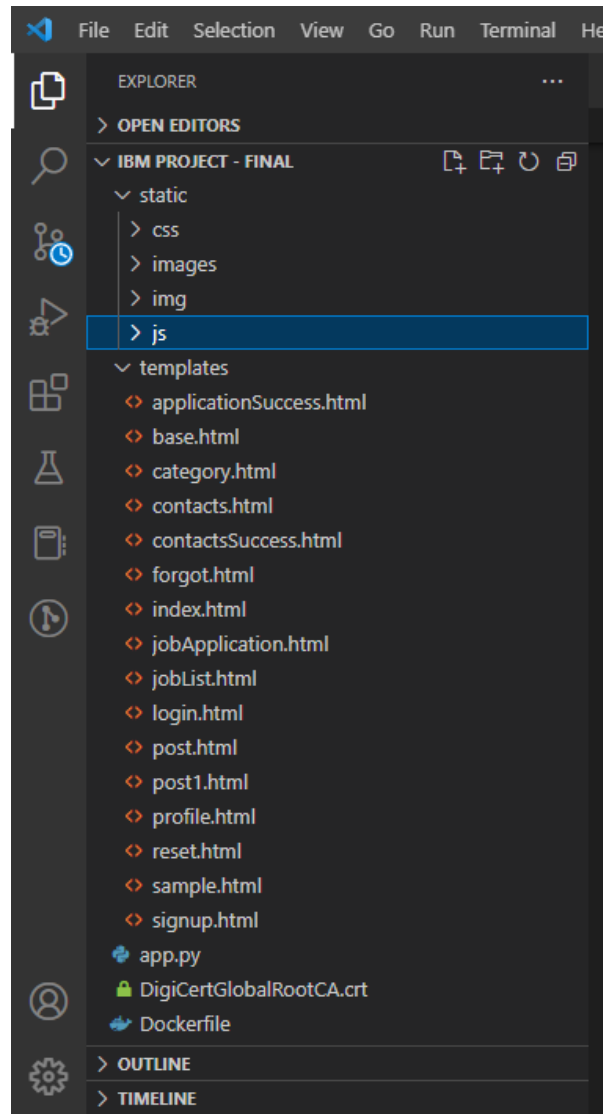 File Edit Selection View Go Run Terminal He
EXPLORER
OPEN EDITORS
IBM PROJECT - FINAL
static
css
images
img
js
templates
applicationSuccess.html
base.html
category.html
contacts.html
contactsSuccess.html
forgot.html
index.html
jobApplication.html
jobList.html
login.html
post.html
post1.html
profile.html
reset.html
sample.html
signup.html
app.py
DigiCertGlobalRootCA.crt
Dockerfile
OUTLINE
TIMELINE